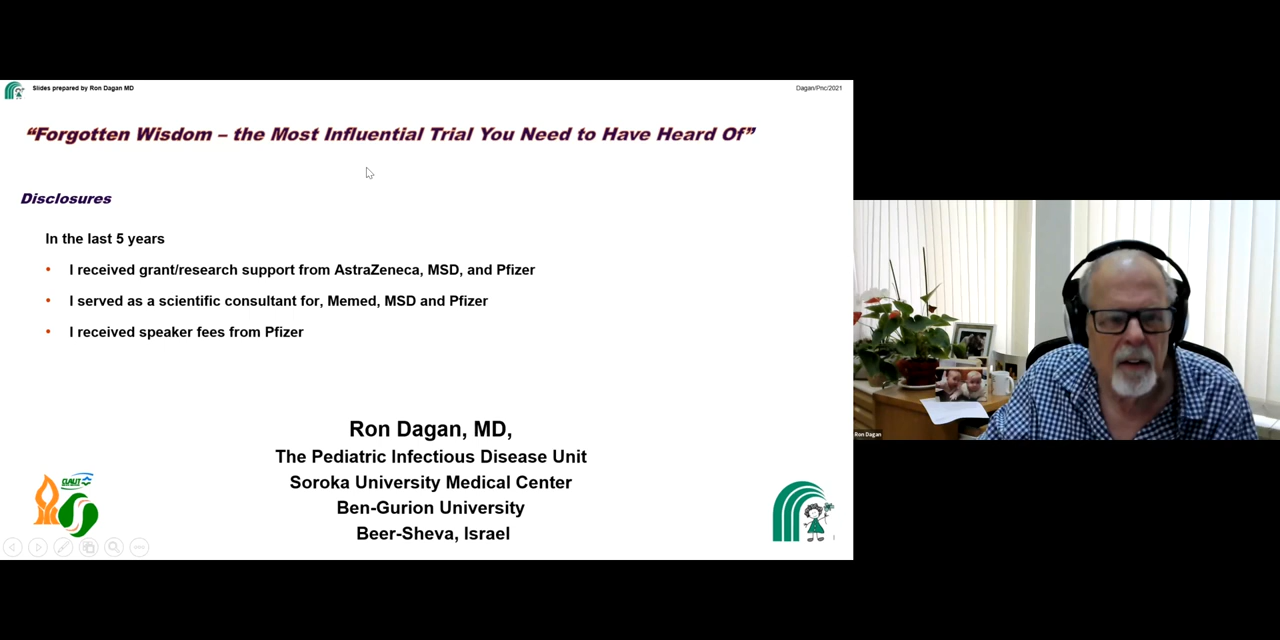 Slides prepared by Ron Dagan MD
Dagan/Pnc/2021
“Forgotten Wisdom – the Most Influential Trial You Need to Have Heard Of”
Disclosures
In the last 5 years
• I received grant/research support from AstraZeneca, MSD, and Pfizer
• I served as a scientific consultant for, Memed, MSD and Pfizer
• I received speaker fees from Pfizer
Ron Dagan, MD,
The Pediatric Infectious Disease Unit
Soroka University Medical Center
Ben-Gurion University
Beer-Sheva, Israel
CLALIT
Ron Dagan